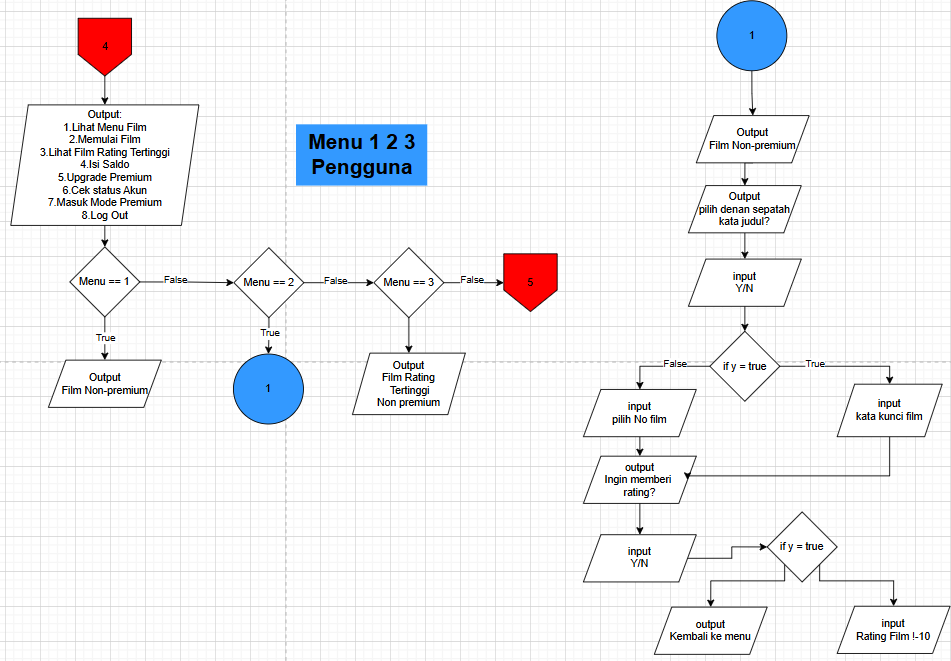 4
Output:
1.Lihat Menu Film
2.Memulai Film
3.Lihat Film Rating Tertinggi
4.Isi Saldo
5.Upgrade Premium
6.Cek status Akun
7.Masuk Mode Premium
8.Log Out
Menu 1 2 3
Pengguna
Menu == 1
False
Menu == 2
False
Menu == 3
False
5
True
True
Output
Film Non-premium
1
Output
Film Rating
Tertinggi
Non premium
1
Output
Film Non-premium
Output
pilih denan sepatah
kata judul?
input
Y/N
if y = true
False
True
input
pilih No film
input
kata kunci film
output
Ingin memberi
rating?
input
Y/N
if y = true
output
Kembali ke menu
input
Rating Film !-10